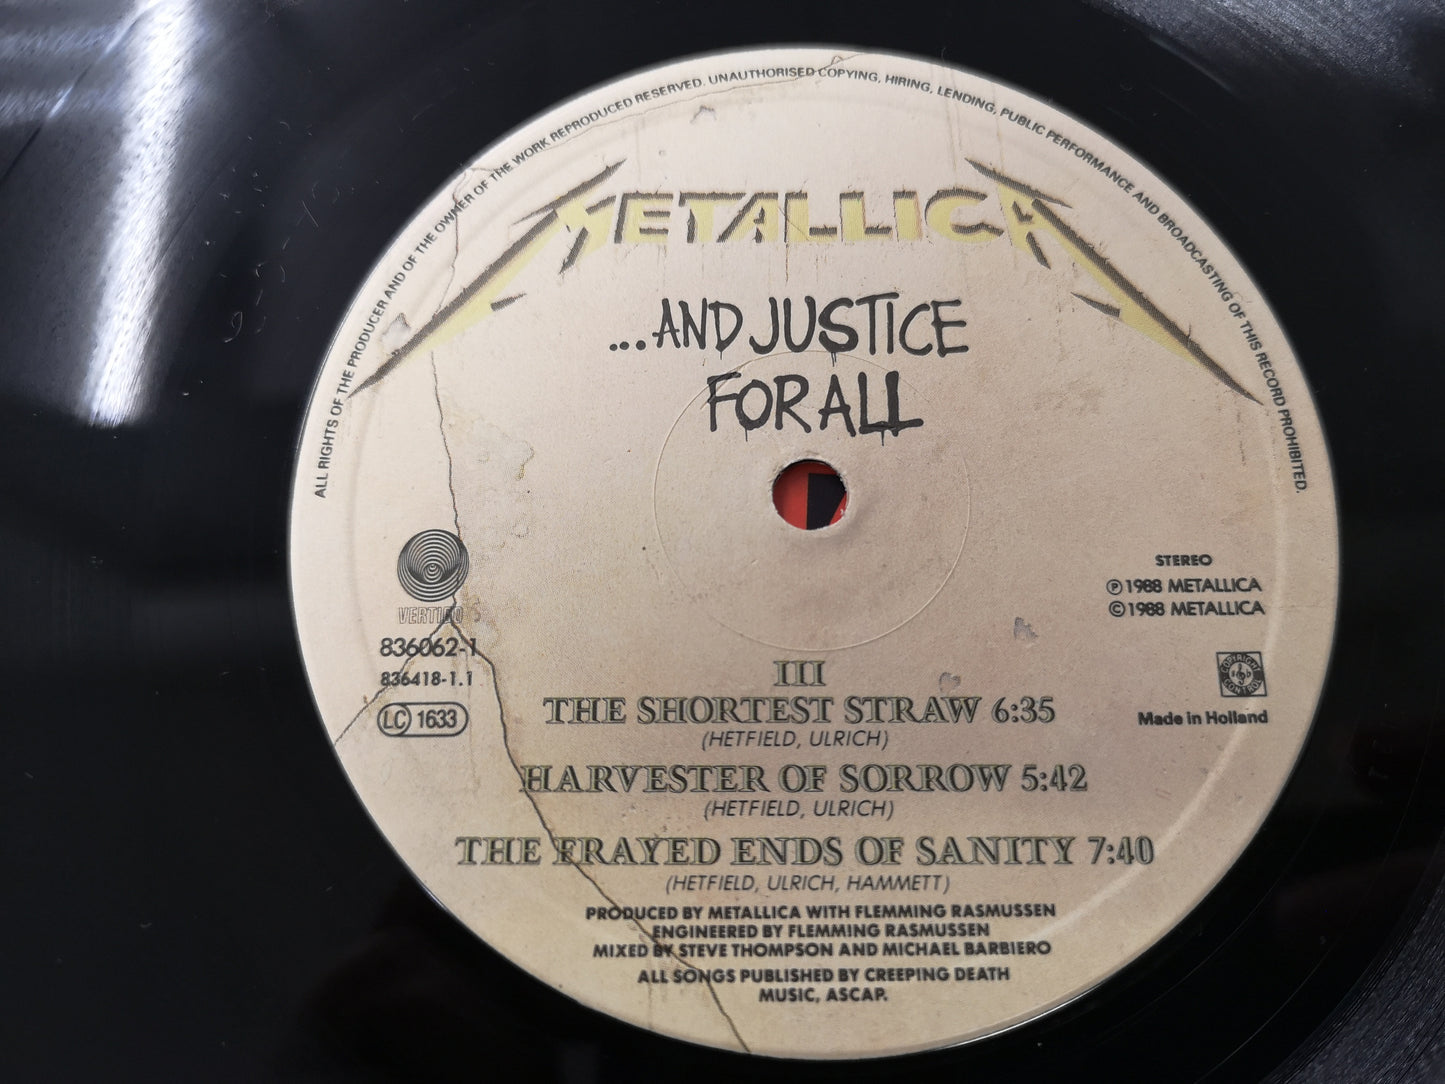 ALL RIGHTS OF THE PRODUCER AND OF THE OWNER OF THE WORK REPRODUCED RESERVED. UNAUTHORISED COPYING, HIRING, LENDING, PUBLIC PERFORMANCE AND BROADCASTING OF THIS RECORD PROHIBITED.
METALLICA
...AND JUSTICE
FOR ALL
VERTIGO
836062-1
836418-1.1
LC 1633
STEREO
Ⓟ1988 METALLICA
©1988 METALLICA
COPYRIGHT CONTROL
Made in Holland
III
THE SHORTEST STRAW 6:35
(HETFIELD, ULRICH)
HARVESTER OF SORROW 5:42
(HETFIELD, ULRICH)
THE FRAYED ENDS OF SANITY 7:40
(HETFIELD, ULRICH, HAMMETT)
PRODUCED BY METALLICA WITH FLEMMING RASMUSSEN
ENGINEERED BY FLEMMING RASMUSSEN
MIXED BY STEVE THOMPSON AND MICHAEL BARBIERO
ALL SONGS PUBLISHED BY CREEPING DEATH
MUSIC, ASCAP.